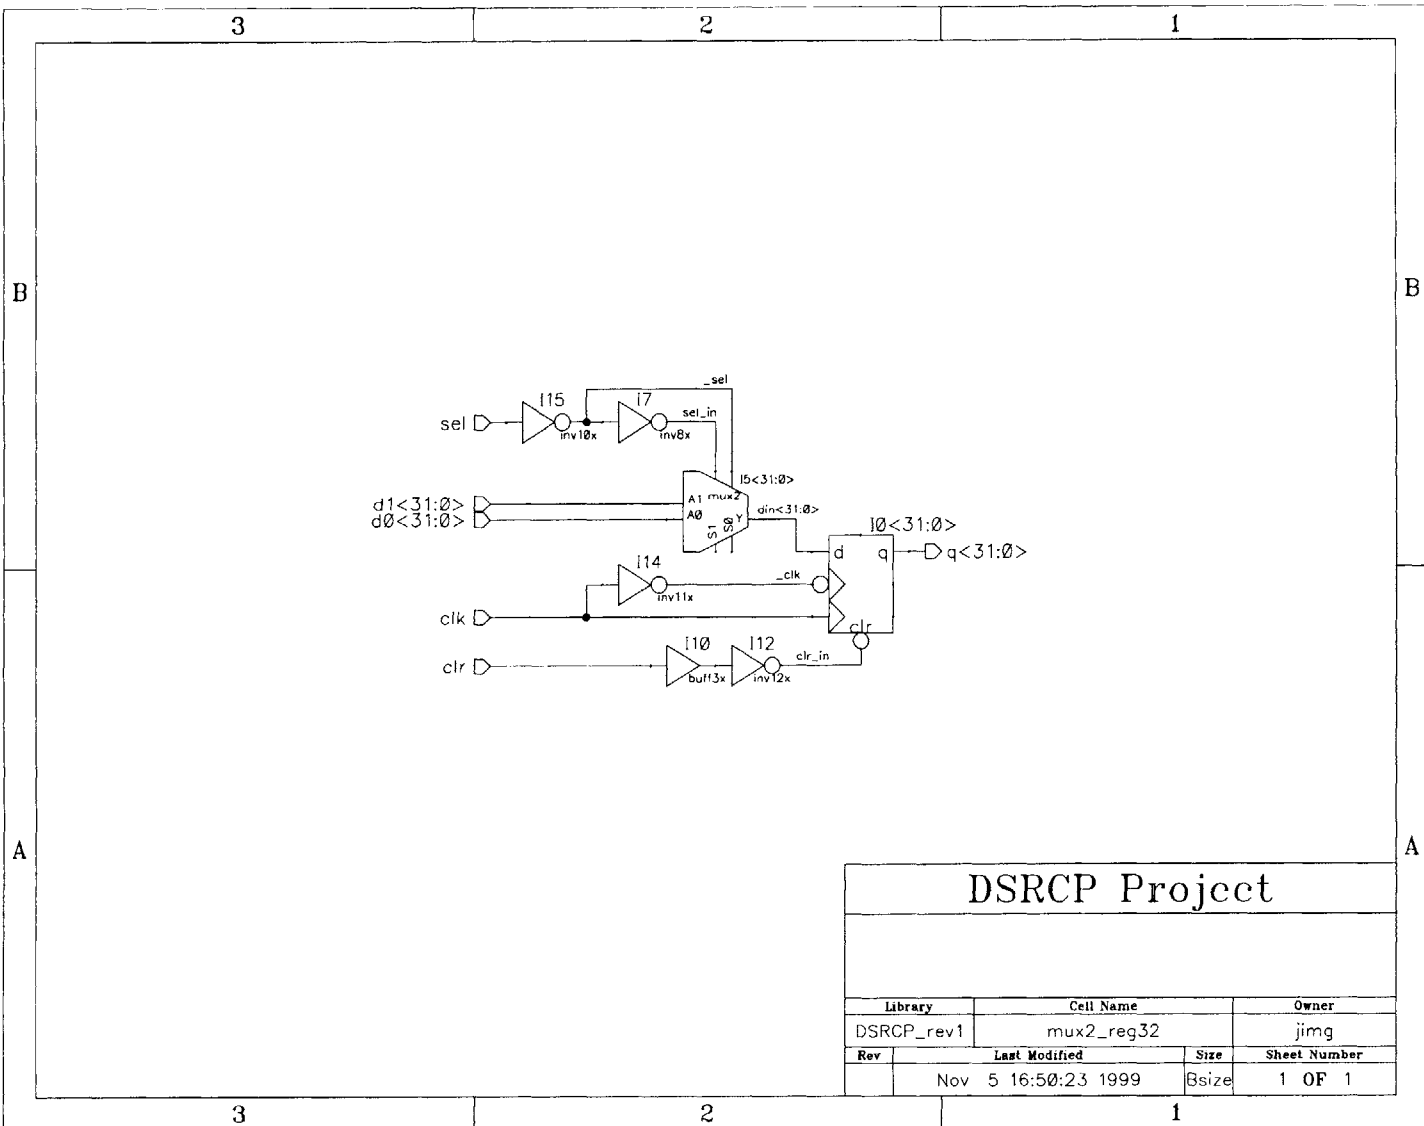 3 2 1
B B
_sel
I15 I7
sel_in
sel
inv10x inv8x
I5<31:0>
A1 mux2
d1<31:0>
d0<31:0>
A0 Y din<31:0>
S1 S0
I0<31:0>
d q q<31:0>
I14
_clk
inv11x
clk
clr
I10 I12
clr_in
clr
buff3x inv12x
A A
DSRCP Project
Library Cell Name Owner
DSRCP_rev1 mux2_reg32 jimg
Rev Last Modified Size Sheet Number
Nov 5 16:50:23 1999 Bsize 1 OF 1
3 2 1